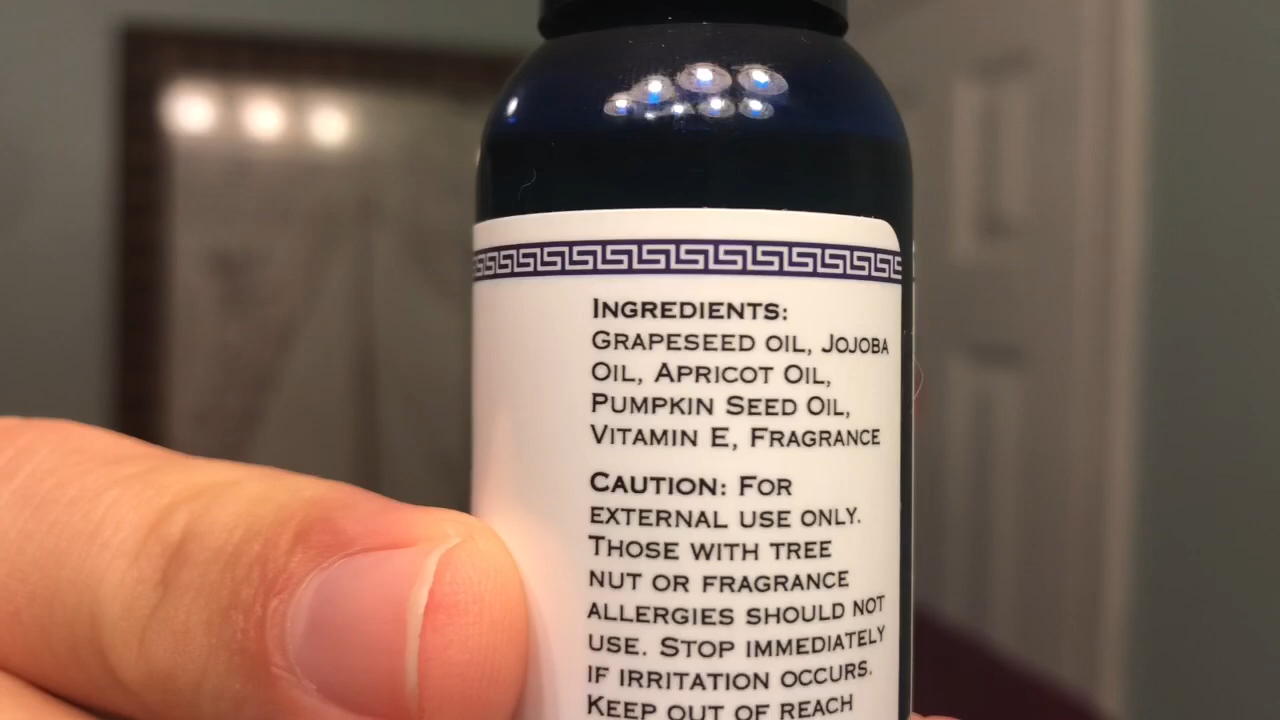 INGREDIENTS:
GRAPESEED OIL, JOJOBA
OIL, APRICOT OIL,
PUMPKIN SEED OIL,
VITAMIN E, FRAGRANCE
CAUTION: FOR
EXTERNAL USE ONLY.
THOSE WITH TREE
NUT OR FRAGRANCE
ALLERGIES SHOULD NOT
USE. STOP IMMEDIATELY
IF IRRITATION OCCURS.
KEEP OUT OF REACH